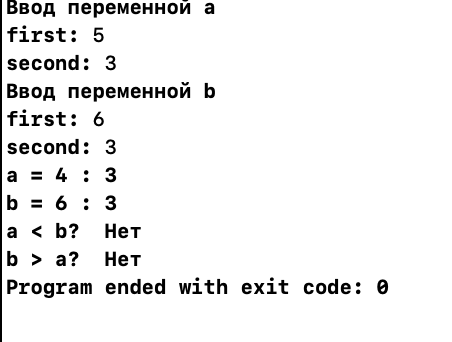 Ввод переменной a
first: 5
second: 3
Ввод переменной b
first: 6
second: 3
a = 4 : 3
b = 6 : 3
a < b?  Нет
b > a?  Нет
Program ended with exit code: 0